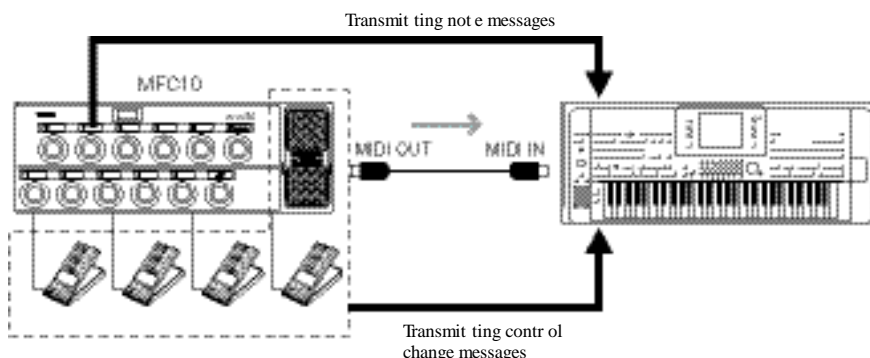 Transmit ting not e messages
MFC10
MIDI OUT
MIDI IN
Transmit ting contr ol
change messages